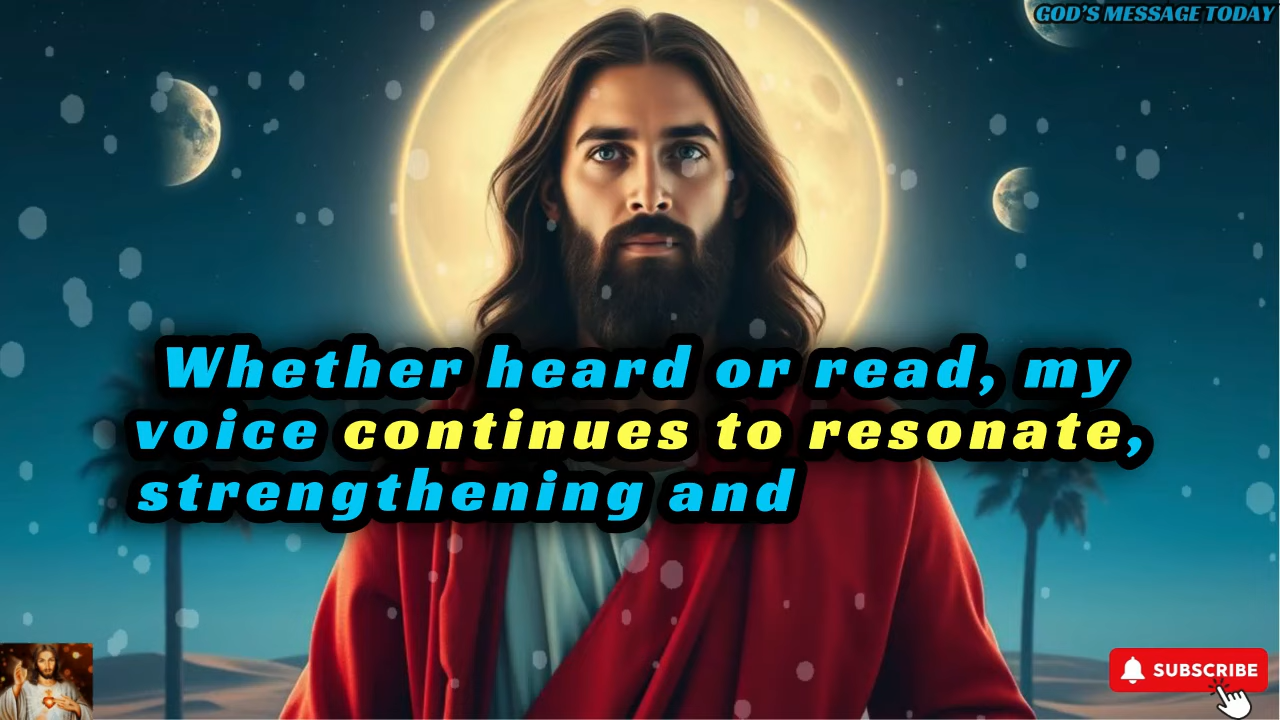 GOD'S MESSAGE TODAY
Whether heard or read, my
voice continues to resonate,
strengthening and
SUBSCRIBE